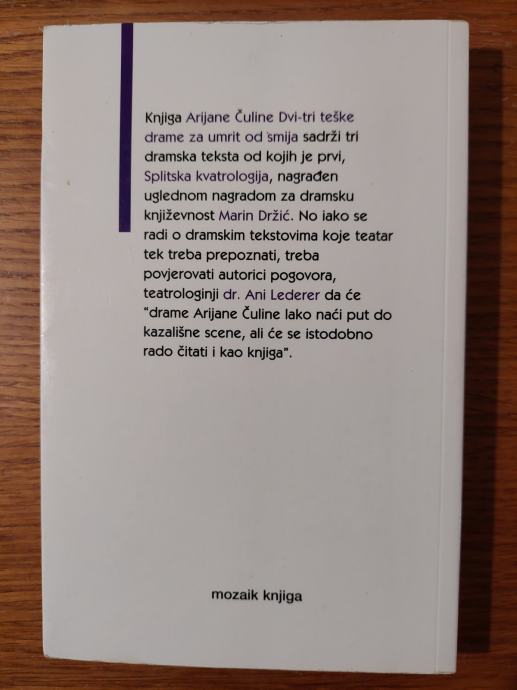 Knjiga Arijane Čuline Dvi-tri teške
drame za umrit od smija sadrži tri
dramska teksta od kojih je prvi,
Splitska kvatrologija, nagrađen
uglednom nagradom za dramsku
književnost Marin Držić. No iako se
radi o dramskim tekstovima koje teatar
tek treba prepoznati, treba
povjerovati autorici pogovora,
teatrologinji dr. Ani Lederer da će
"drame Arijane Čuline lako naći put do
kazališne scene, ali će se istodobno
rado čitati i kao knjiga".
mozaik knjiga